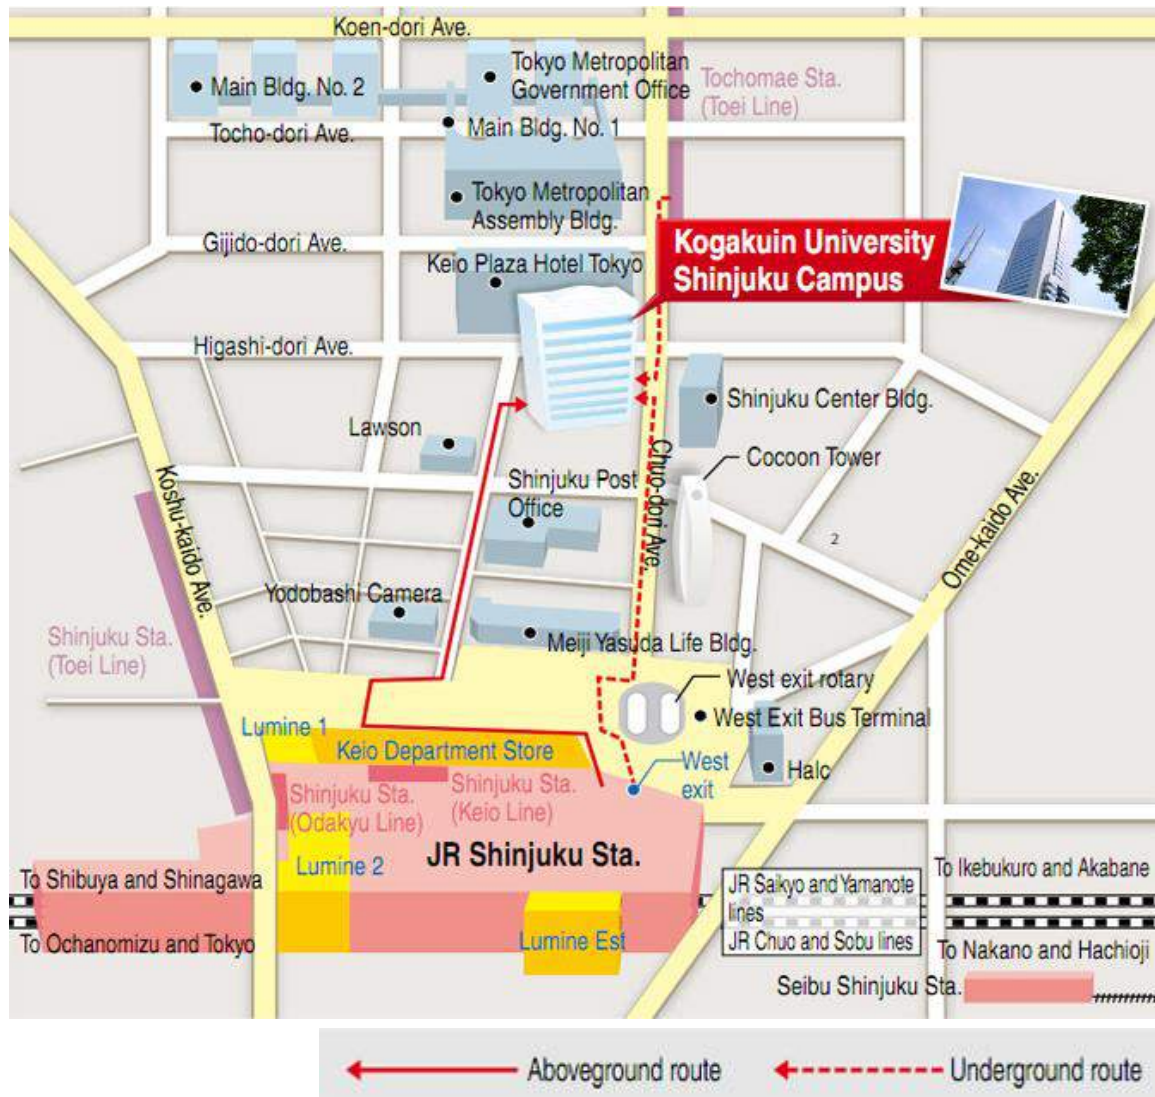 Koen-dori Ave.
Tokyo Metropolitan
Government Office
Main Bldg. No. 2
Tochomae Sta.
(Toei Line)
Main Bldg. No. 1
Tocho-dori Ave.
Tokyo Metropolitan
Assembly Bldg.
Gijido-dori Ave.
Kogakuin University
Shinjuku Campus
Keio Plaza Hotel Tokyo
Higashi-dori Ave.
Shinjuku Center Bldg.
Lawson
Cocoon Tower
Chuo-dori Ave.
Shinjuku Post
Office
Koshu-kaido Ave.
Ome-kaido Ave.
2
Yodobashi Camera
Shinjuku Sta.
(Toei Line)
Meiji Yasuda Life Bldg.
West exit rotary
West Exit Bus Terminal
Lumine 1
Keio Department Store
West
exit
Halc
Shinjuku Sta.
(Odakyu Line)
Shinjuku Sta.
(Keio Line)
JR Shinjuku Sta.
Lumine 2
To Shibuya and Shinagawa
To Ikebukuro and Akabane
JR Saikyo and Yamanote
lines
JR Chuo and Sobu lines
To Ochanomizu and Tokyo
Lumine Est
To Nakano and Hachioji
Seibu Shinjuku Sta.
Aboveground route
Underground route